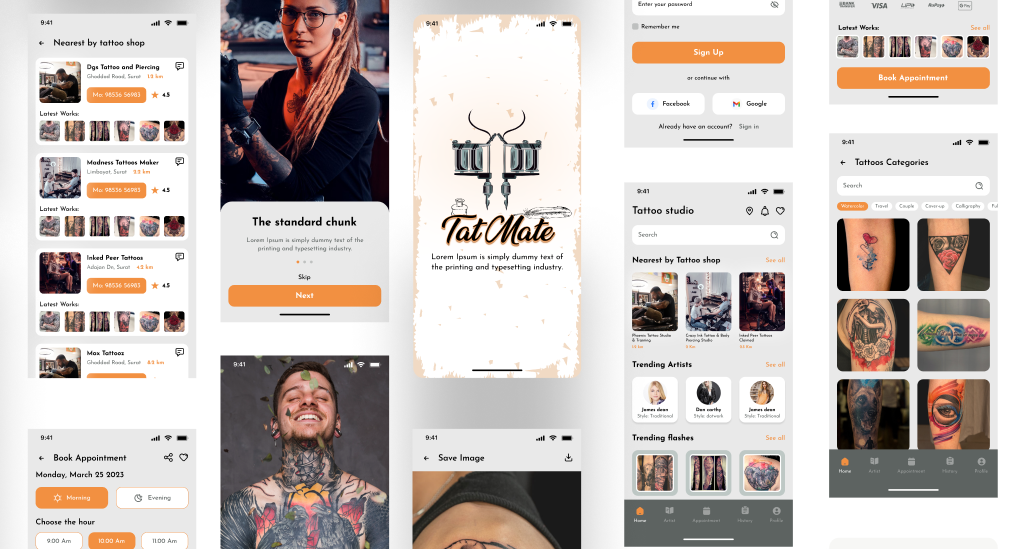 9:41
Nearest by tattoo shop
Dgs Tattoo and Piercing
Ghoddod Road, Surat 1.5 km
Mo: 98536 56983
4.5
Latest Works:
Madness Tattoos Maker
Limbayat, Surat 3.5 km
Mo: 98536 56983
4.5
Latest Works:
Inked Peer Tattoos
Adajan Dn, Surat 4.5 km
Mo: 98536 56983
4.5
Latest Works:
Max Tattoos
Ghoddod Road, Surat 8.5 km
9:41
Book Appointment
Monday, March 25 2023
Morning
Evening
Choose the hour
9.00 Am
10.00 Am
11.00 Am
The standard chunk
Lorem Ipsum is simply dummy text of the
printing and typesetting industry.
Skip
Next
9:41
9:41
TatMate
Lorem Ipsum is simply dummy text of
the printing and typesetting industry.
9:41
Save Image
Enter your password
Remember me
Sign Up
or continue with
Facebook
Google
Already have an account? Sign in
9:41
Tattoo studio
Search
Nearest by Tattoo shop
See all
Phoenix Tattoo Studio
& Training
Crazy Ink Tattoo & Body
Piercing Studio
Inked Peer Tattoos
Trending Artists
See all
James dean
Style: Traditional
Don carthy
Style: dotwork
James dean
Style: Traditional
Trending flashes
See all
Home
Artist
Appointment
History
Profile
VISA
Latest Works:
See all
Book Appointment
9:41
Tattoos Categories
Search
Watercolor
Travel
Couple
Cover-up
Calligraphy
Home
Artist
Appointment
History
Profile